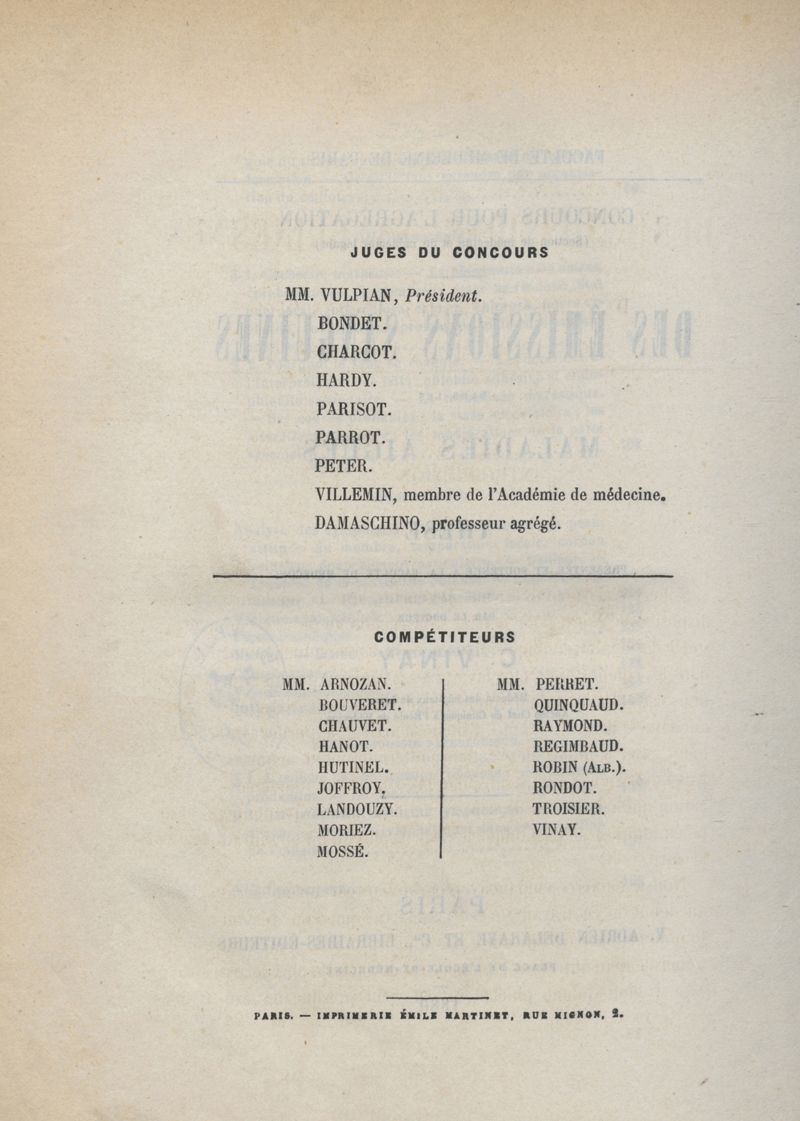 JUGES DU CONCOURS
MM. VULPIAN, Président.
BONDET.
CHARCOT.
HARDY.
PARISOT.
PARROT.
PETER.
VILLEMIN, membre de l'Académie de médecine.
DAMASCHINO, professeur agrégé.
COMPÉTITEURS
MM. ARNOZAN.
BOUVERET.
CHAUVET.
HANOT.
HUTINEL.
JOFFROY.
LANDOUZY.
MORIEZ.
MOSSÉ.
MM. PERRET.
QUINQUAUD.
RAYMOND.
REGIMBAUD.
ROBIN (ALB.).
RONDOT.
TROISIER.
VINAY.
PARIS. — IMPRIMERIE ÉMILE MARTINET, RUE MIGNON, 2.